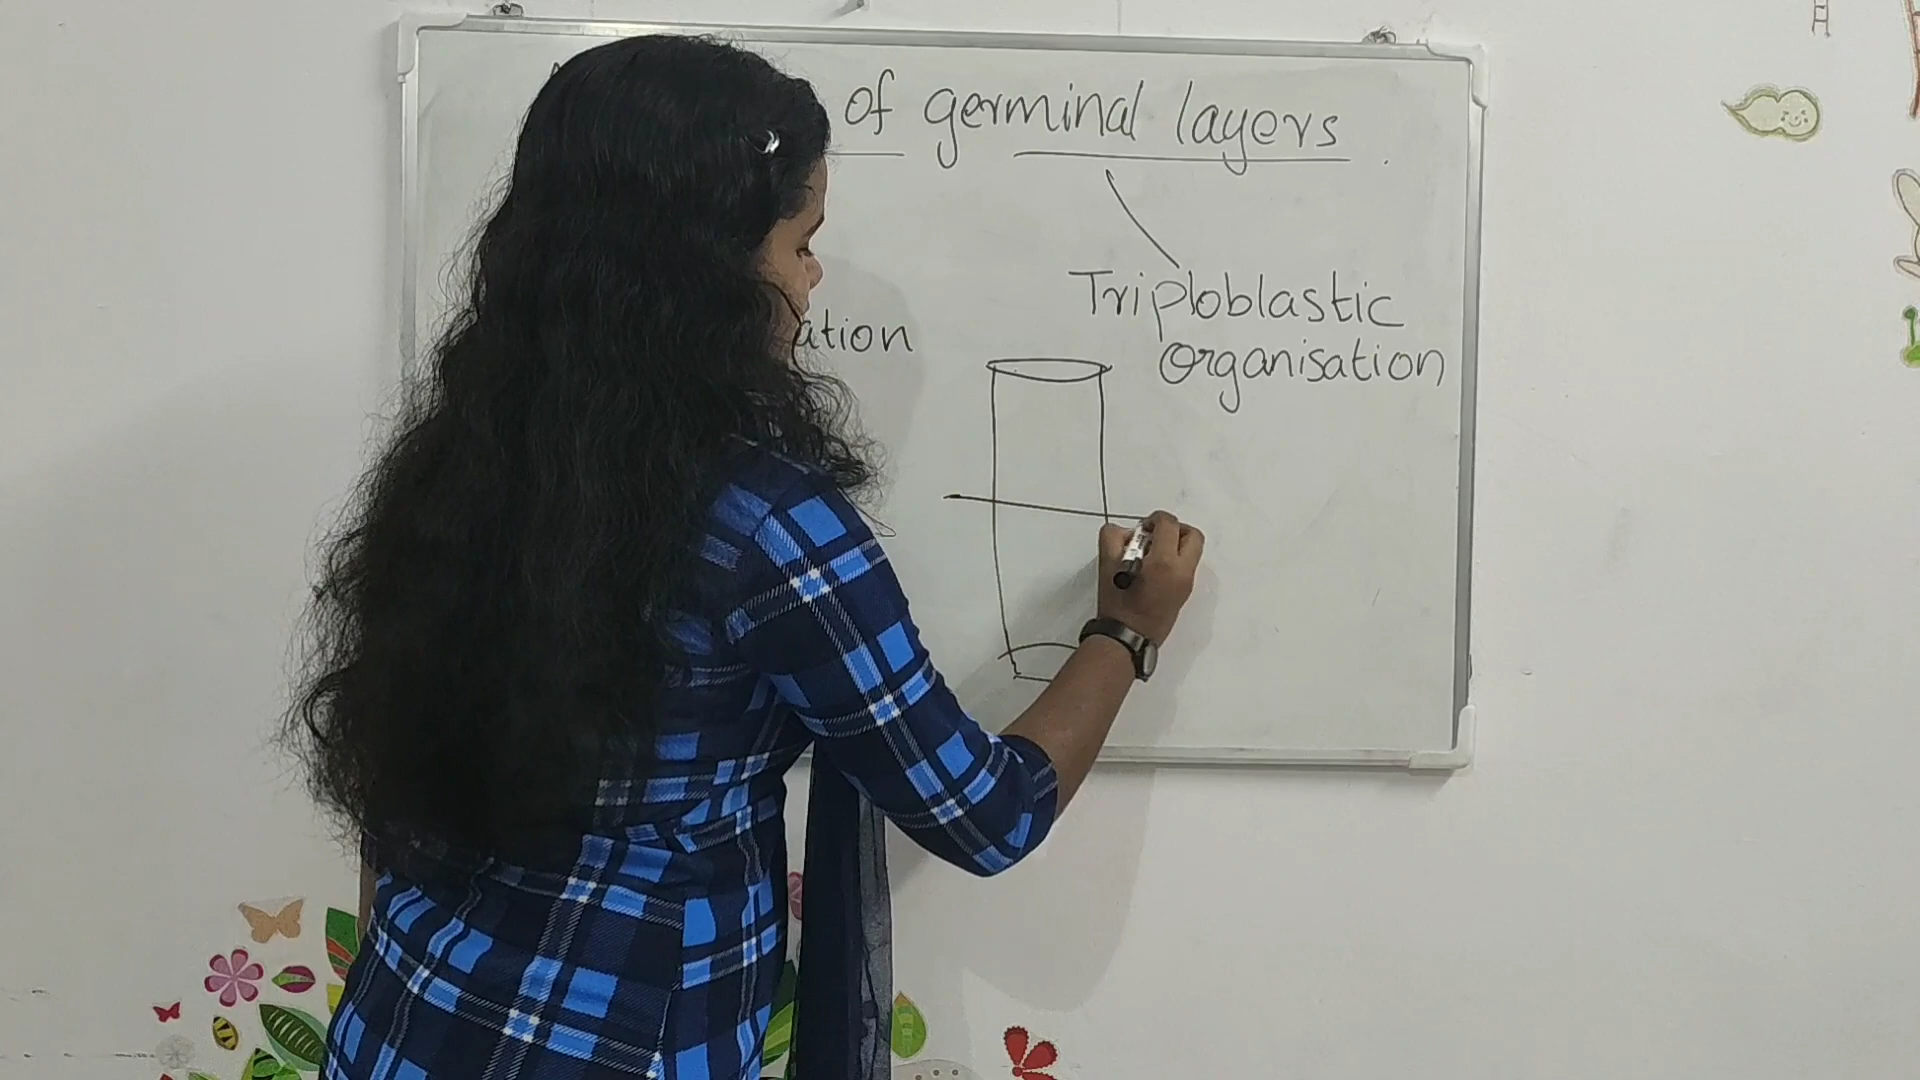 of germinal layers
ation
Triploblastic
Organisation